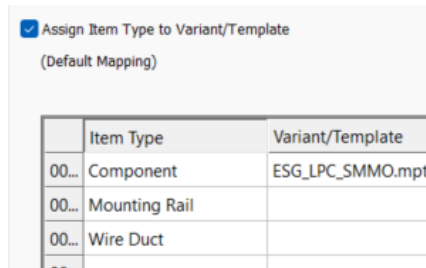 Assign Item Type to Variant/Template
(Default Mapping)
Item Type Variant/Template
00... Component ESG_LPC_SMMO.mpt
00... Mounting Rail
00... Wire Duct